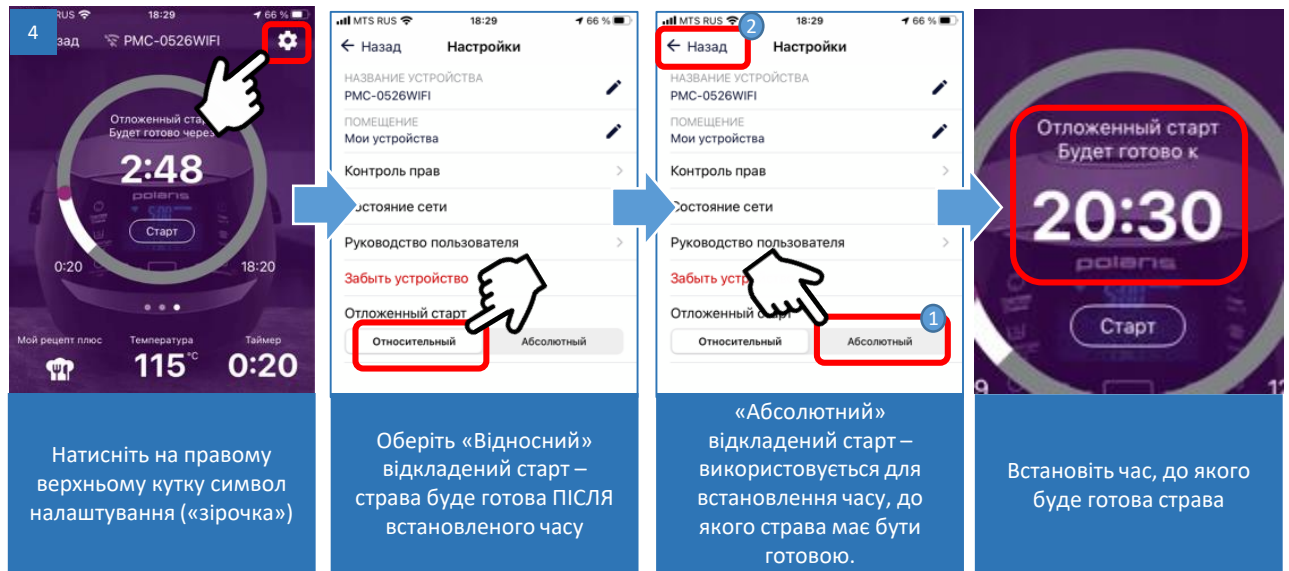 4
RUS 18:29 66 %
зад PMC-0526WIFI
Отложенный ста
Будет готово через
2:48
polaris
Старт
0:20 18:20
Мой рецепт плюс Температура Таймер
115°C 0:20
Натисніть на правому
верхньому кутку символ
налаштування («зірочка»)
MTS RUS 18:29 66 %
← Назад Настройки
НАЗВАНИЕ УСТРОЙСТВА
PMC-0526WIFI
ПОМЕЩЕНИЕ
Мои устройства
Контроль прав
остояние сети
Руководство пользователя
Забыть устройство
Отложенный старт
Относительный Абсолютный
Оберіть «Відносний»
відкладений старт –
страва буде готова ПІСЛЯ
встановленого часу
MTS RUS 18:29 66 %
2
← Назад Настройки
НАЗВАНИЕ УСТРОЙСТВА
PMC-0526WIFI
ПОМЕЩЕНИЕ
Мои устройства
Контроль прав
Состояние сети
Руководство пользователя
Забыть устр
Отложенный старт
1
Относительный Абсолютный
«Абсолютний»
відкладений старт –
використовується для
встановлення часу, до
якого страва має бути
готовою.
Отложенный старт
Будет готово к
20:30
polaris
Старт
9 12
Встановіть час, до якого
буде готова страва